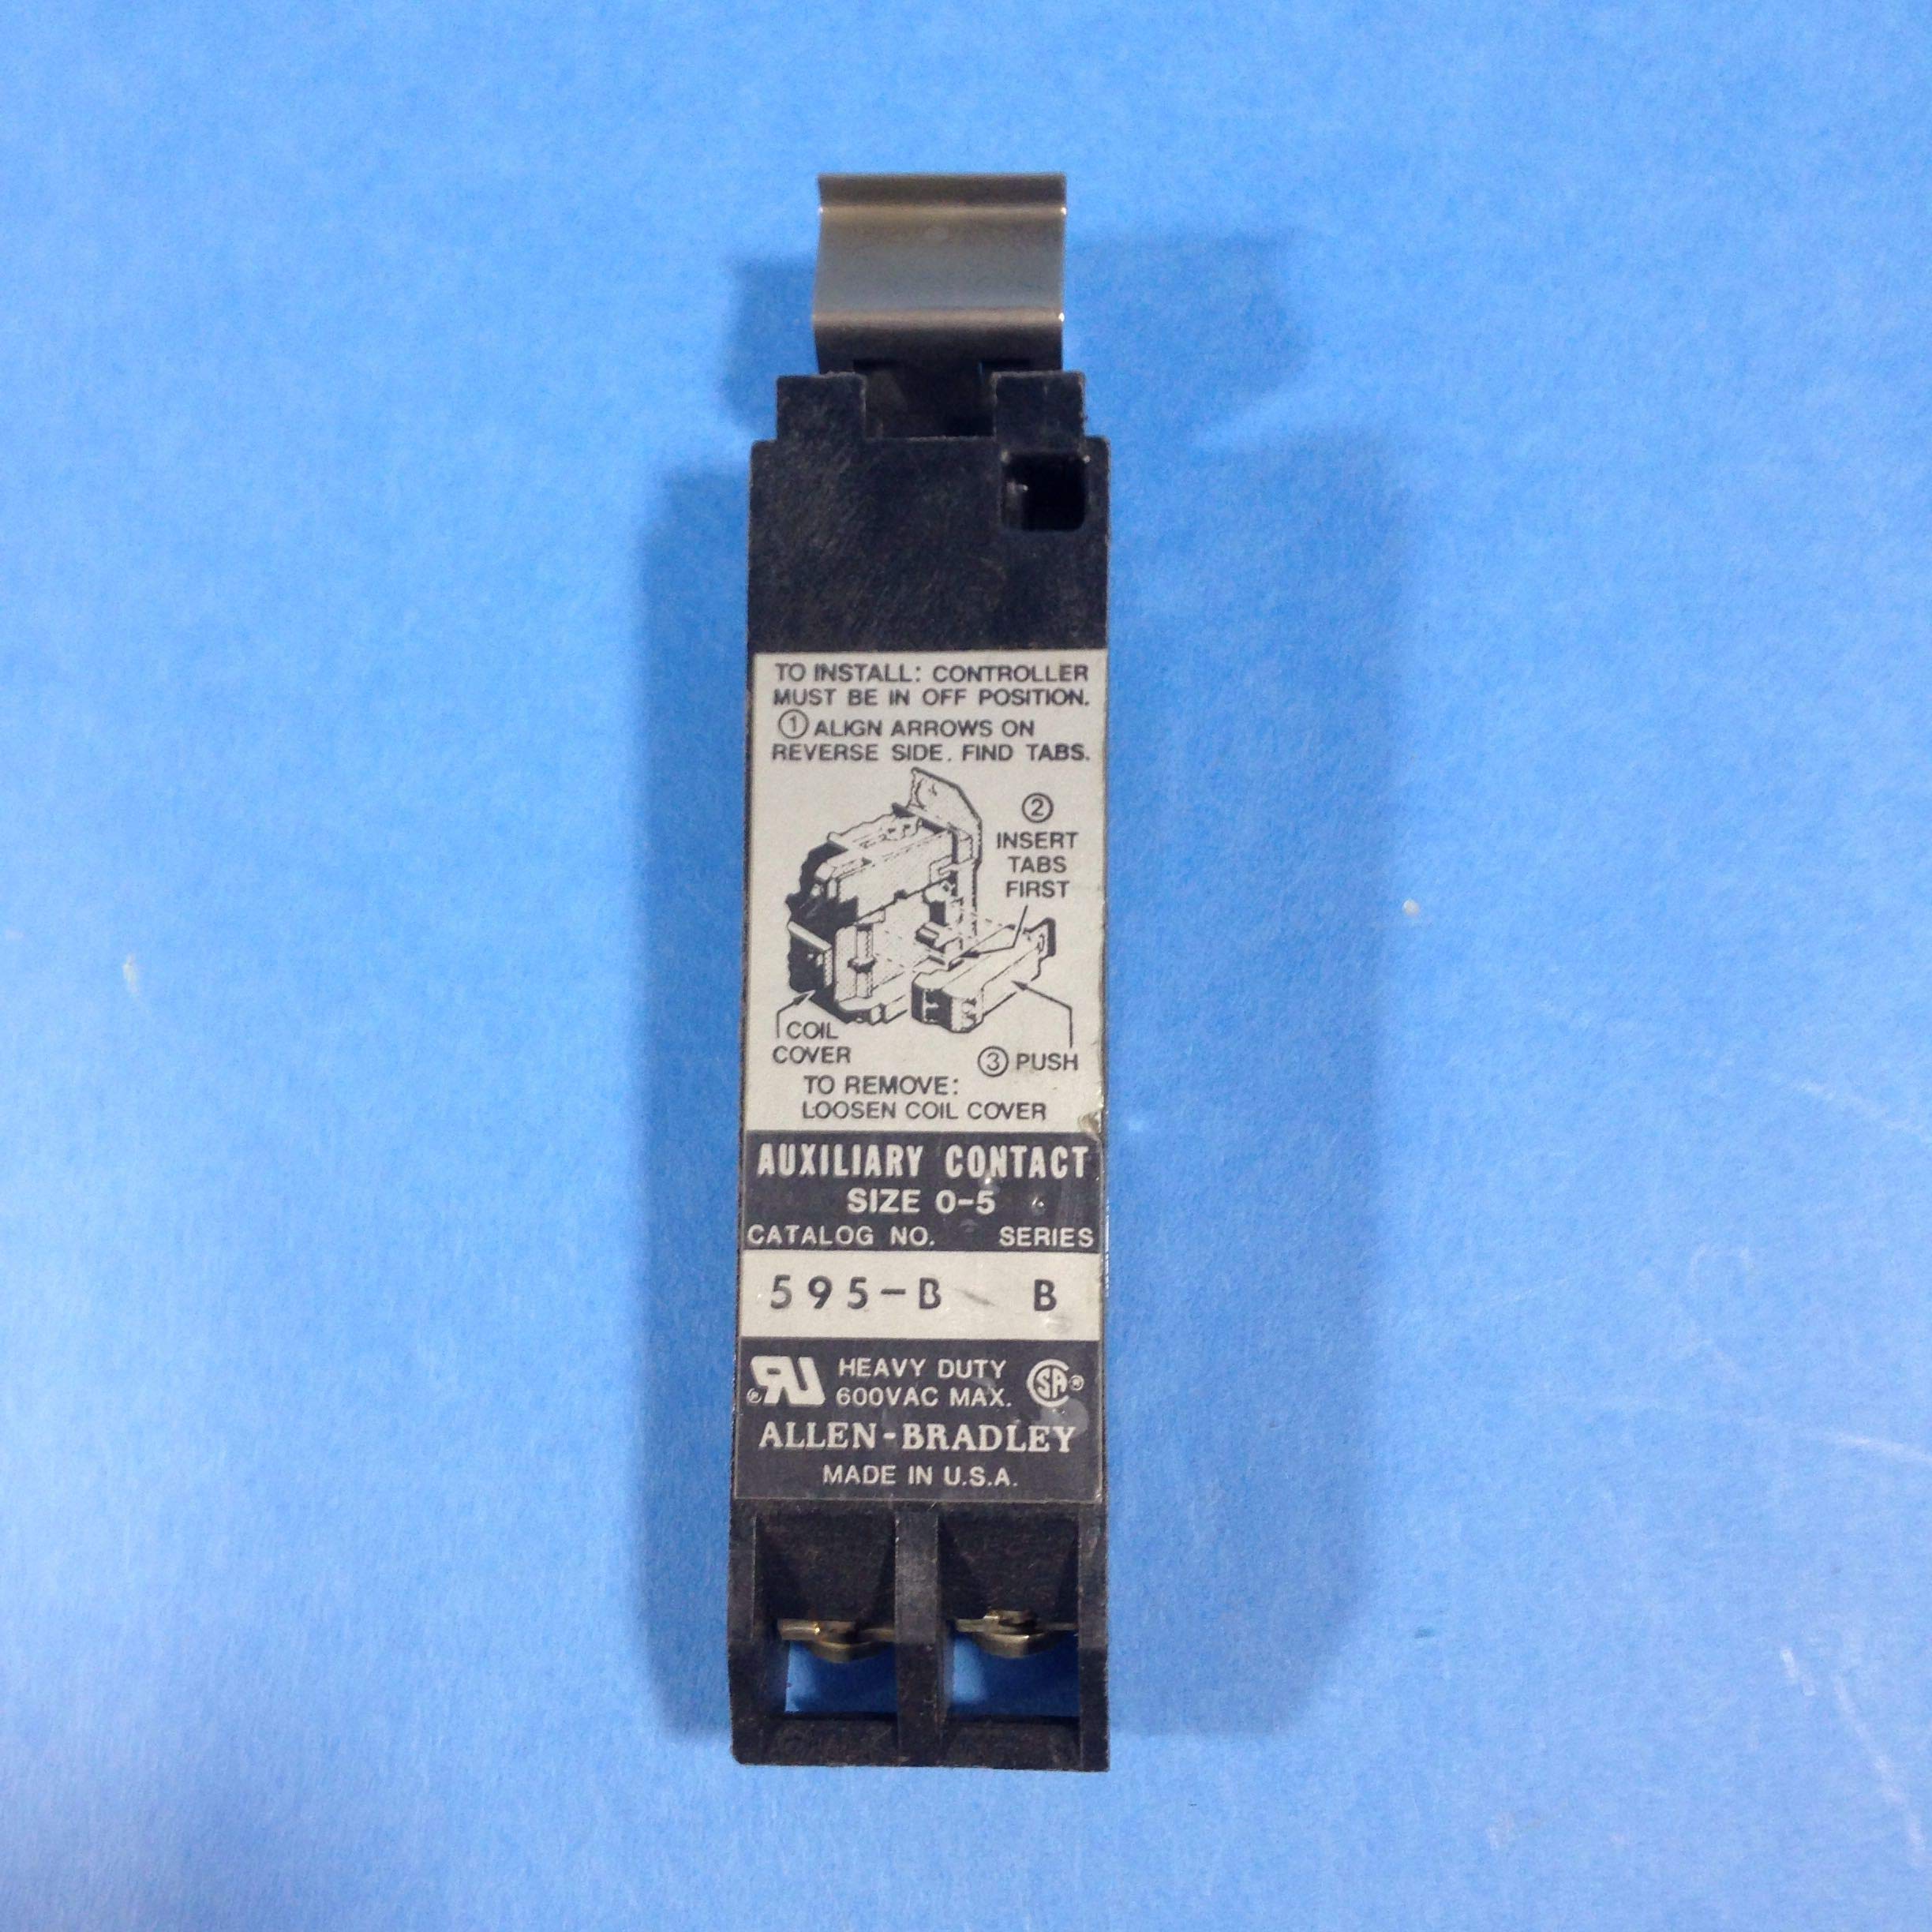 TO INSTALL: CONTROLLER
MUST BE IN OFF POSITION.
① ALIGN ARROWS ON
REVERSE SIDE. FIND TABS.
②
INSERT
TABS
FIRST
COIL
COVER
③ PUSH
TO REMOVE:
LOOSEN COIL COVER
AUXILIARY CONTACT
SIZE 0-5
CATALOG NO. SERIES
595-B B
RU ® HEAVY DUTY SA ®
600VAC MAX.
ALLEN-BRADLEY
MADE IN U.S.A.